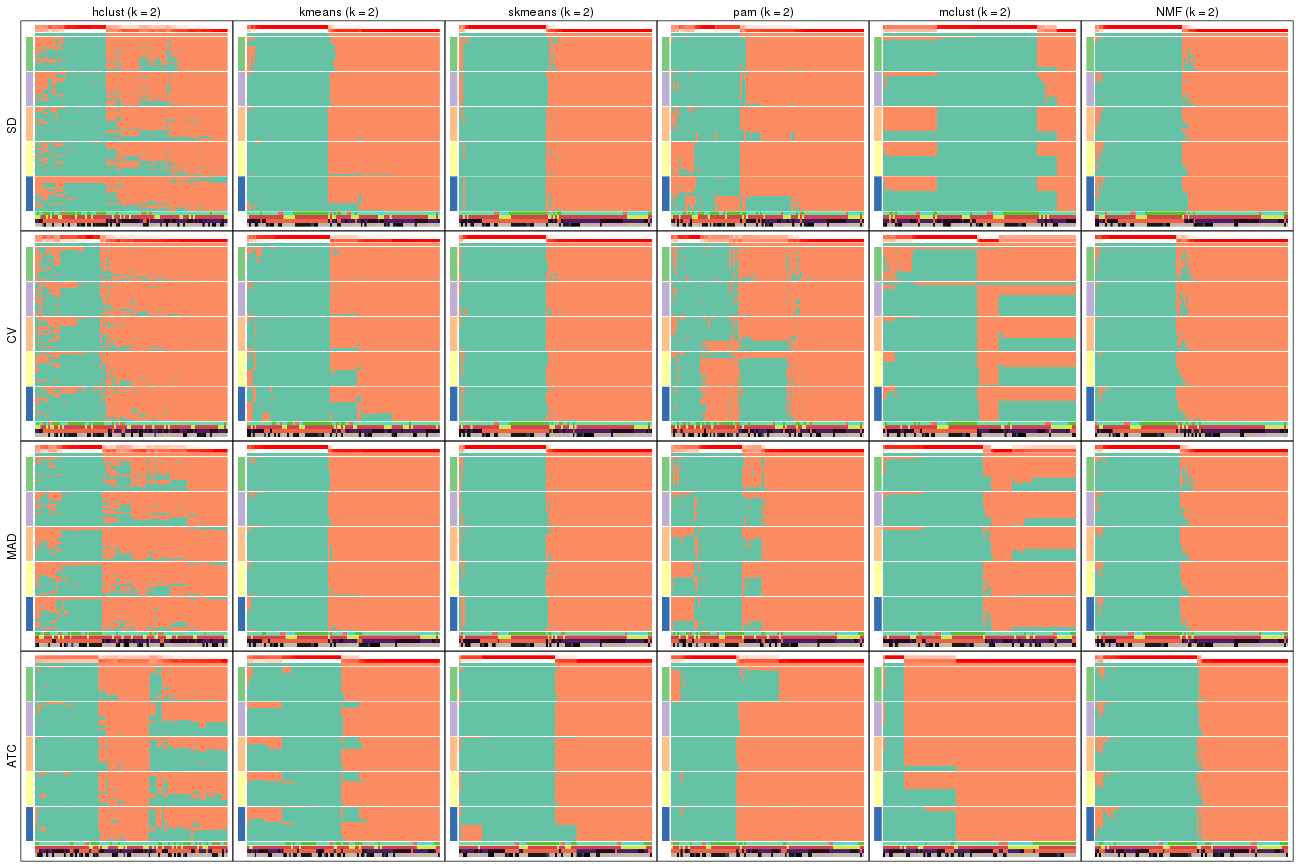 hclust (k = 2) kmeans (k = 2) skmeans (k = 2) pam (k = 2) mclust (k = 2) NMF (k = 2)
SD
CV
MAD
ATC